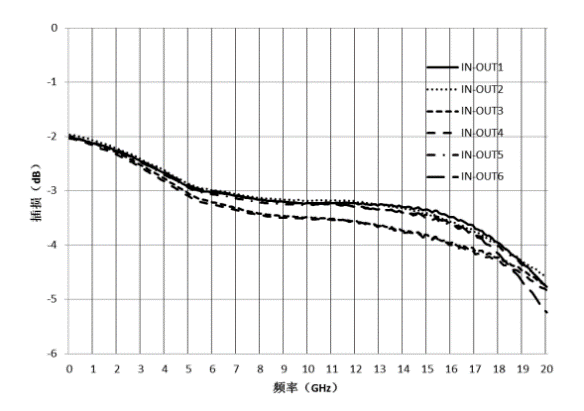 0
-1
-2
-3
-4
-5
-6
插损（dB）
IN-OUT1
IN-OUT2
IN-OUT3
IN-OUT4
IN-OUT5
IN-OUT6
0 1 2 3 4 5 6 7 8 9 10 11 12 13 14 15 16 17 18 19 20
频率（GHz）